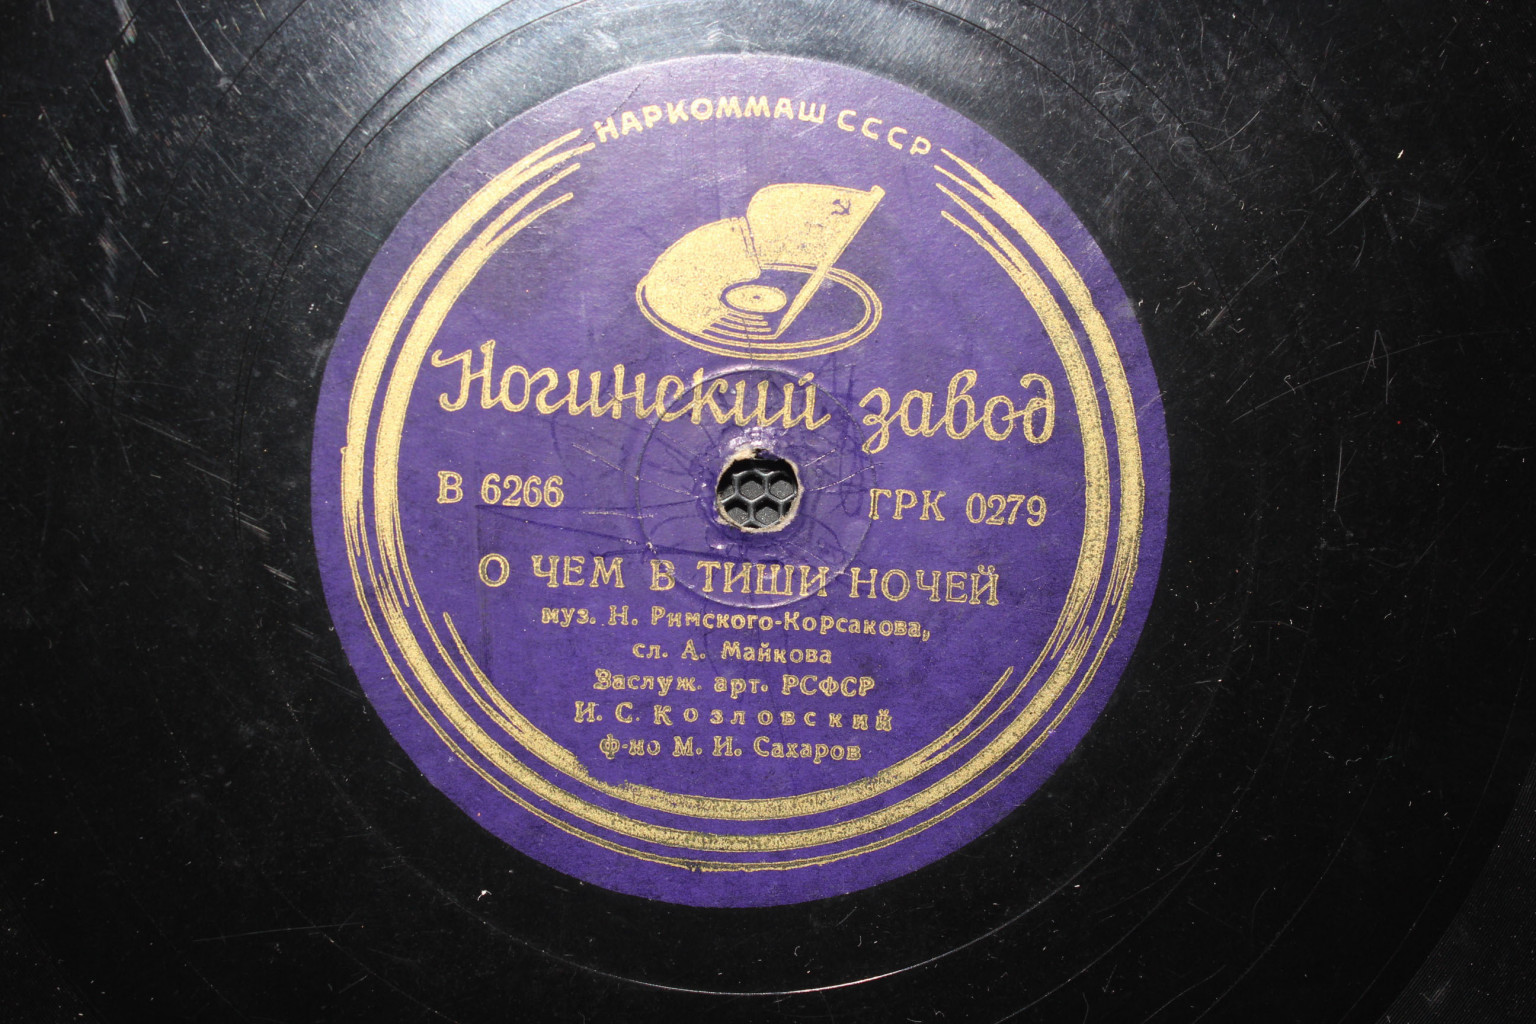 НАРКОММАШ СССР
Ногинский завод
В 6266 ГРК 0279
О ЧЕМ В ТИШИ НОЧЕЙ
муз. Н. Римского-Корсакова,
сл. А. Майкова
Заслуж. арт. РСФСР
И. С. Козловский
ф-но М. И. Сахаров